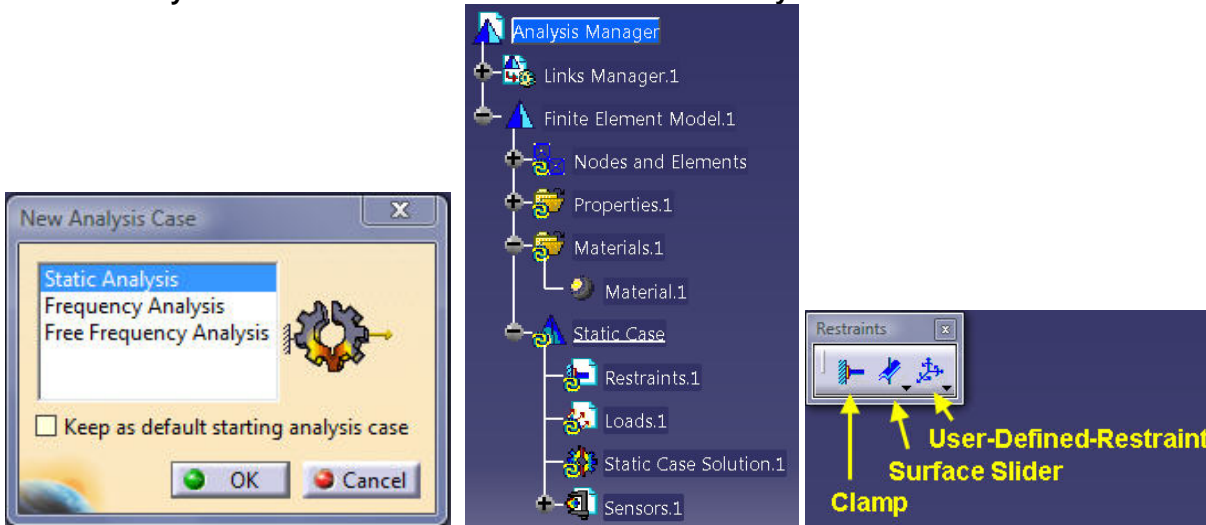 Analysis Manager
Links Manager.1
Finite Element Model.1
Nodes and Elements
Properties.1
Materials.1
Material.1
Static Case
Restraints.1
Loads.1
Static Case Solution.1
Sensors.1
New Analysis Case
Static Analysis
Frequency Analysis
Free Frequency Analysis
Keep as default starting analysis case
OK
Cancel
Restraints
User-Defined-Restraint
Surface Slider
Clamp